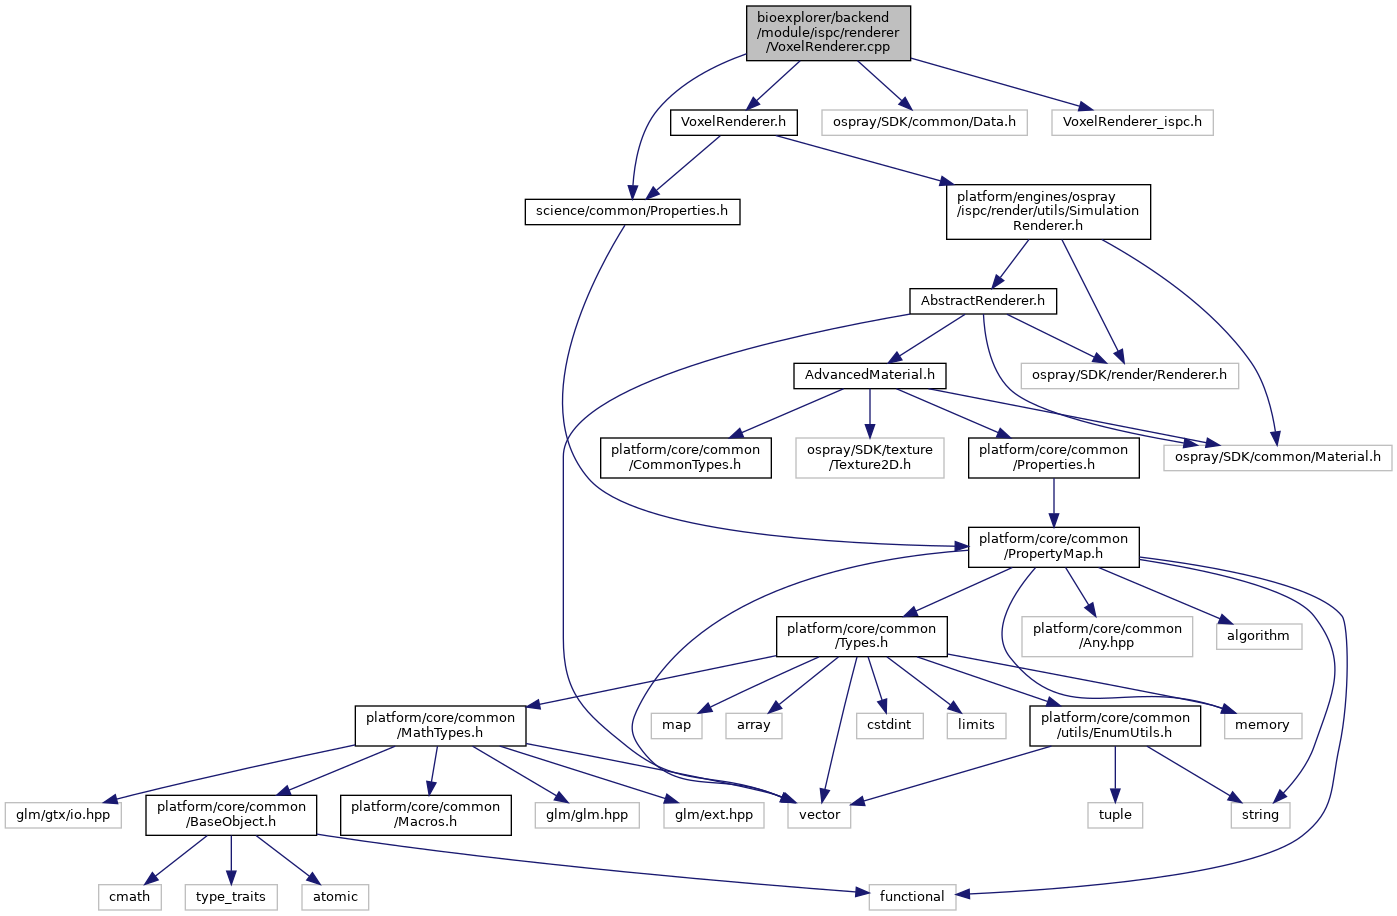 bioexplorer/backend
/module/ispc/renderer
/VoxelRenderer.cpp
VoxelRenderer.h
ospray/SDK/common/Data.h
VoxelRenderer_ispc.h
science/common/Properties.h
platform/engines/ospray
/ispc/render/utils/Simulation
Renderer.h
AbstractRenderer.h
AdvancedMaterial.h
ospray/SDK/render/Renderer.h
platform/core/common
/CommonTypes.h
ospray/SDK/texture
/Texture2D.h
platform/core/common
/Properties.h
ospray/SDK/common/Material.h
platform/core/common
/PropertyMap.h
platform/core/common
/Types.h
platform/core/common
/Any.hpp
algorithm
platform/core/common
/MathTypes.h
map
array
cstdint
limits
platform/core/common
/utils/EnumUtils.h
memory
glm/gtx/io.hpp
platform/core/common
/BaseObject.h
platform/core/common
/Macros.h
glm/glm.hpp
glm/ext.hpp
vector
tuple
string
cmath
type_traits
atomic
functional